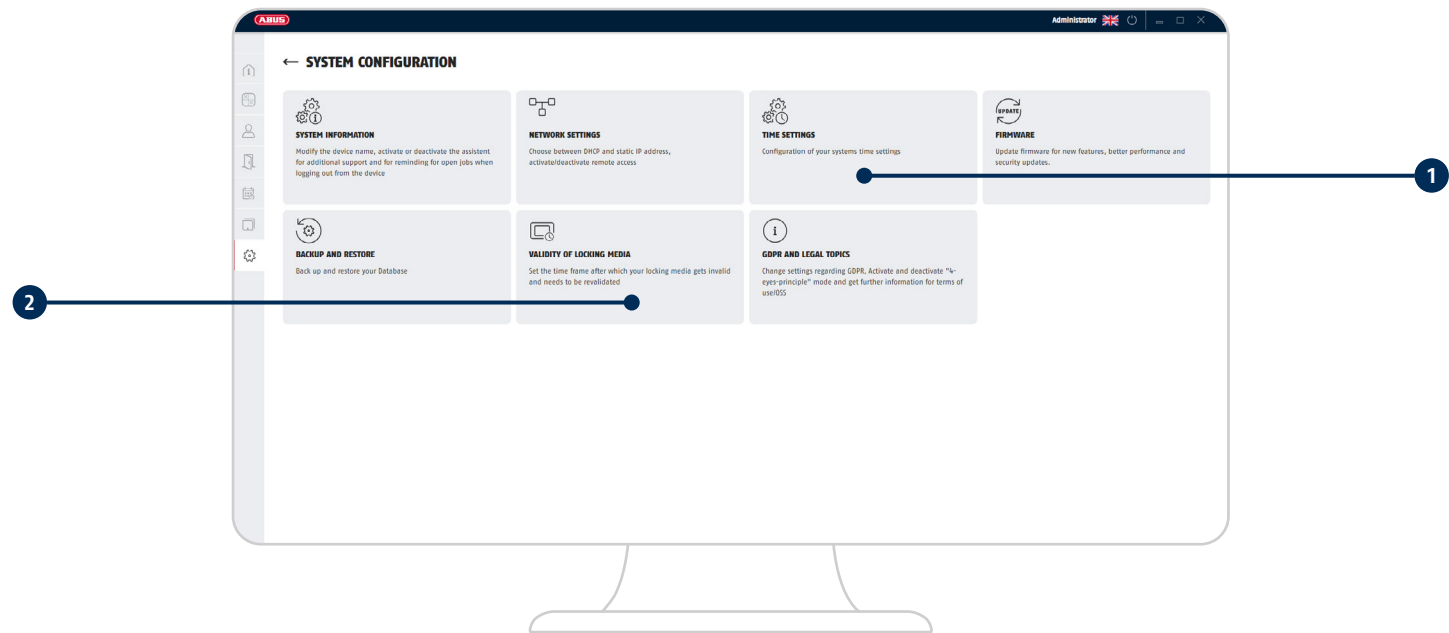 ABUS
Administrator
← SYSTEM CONFIGURATION
SYSTEM INFORMATION
Modify the device name, activate or deactivate the assistent
for additional support and for reminding for open jobs when
logging out from the device
NETWORK SETTINGS
Choose between DHCP and static IP address,
activate/deactivate remote access
TIME SETTINGS
Configuration of your systems time settings
UPDATE
FIRMWARE
Update firmware for new features, better performance and
security updates.
1
BACKUP AND RESTORE
Back up and restore your Database
VALIDITY OF LOCKING MEDIA
Set the time frame after which your locking media gets invalid
and needs to be revalidated
GDPR AND LEGAL TOPICS
Change settings regarding GDPR, Activate and deactivate "4-
eyes-principle" mode and get further information for terms of
use/OSS
2